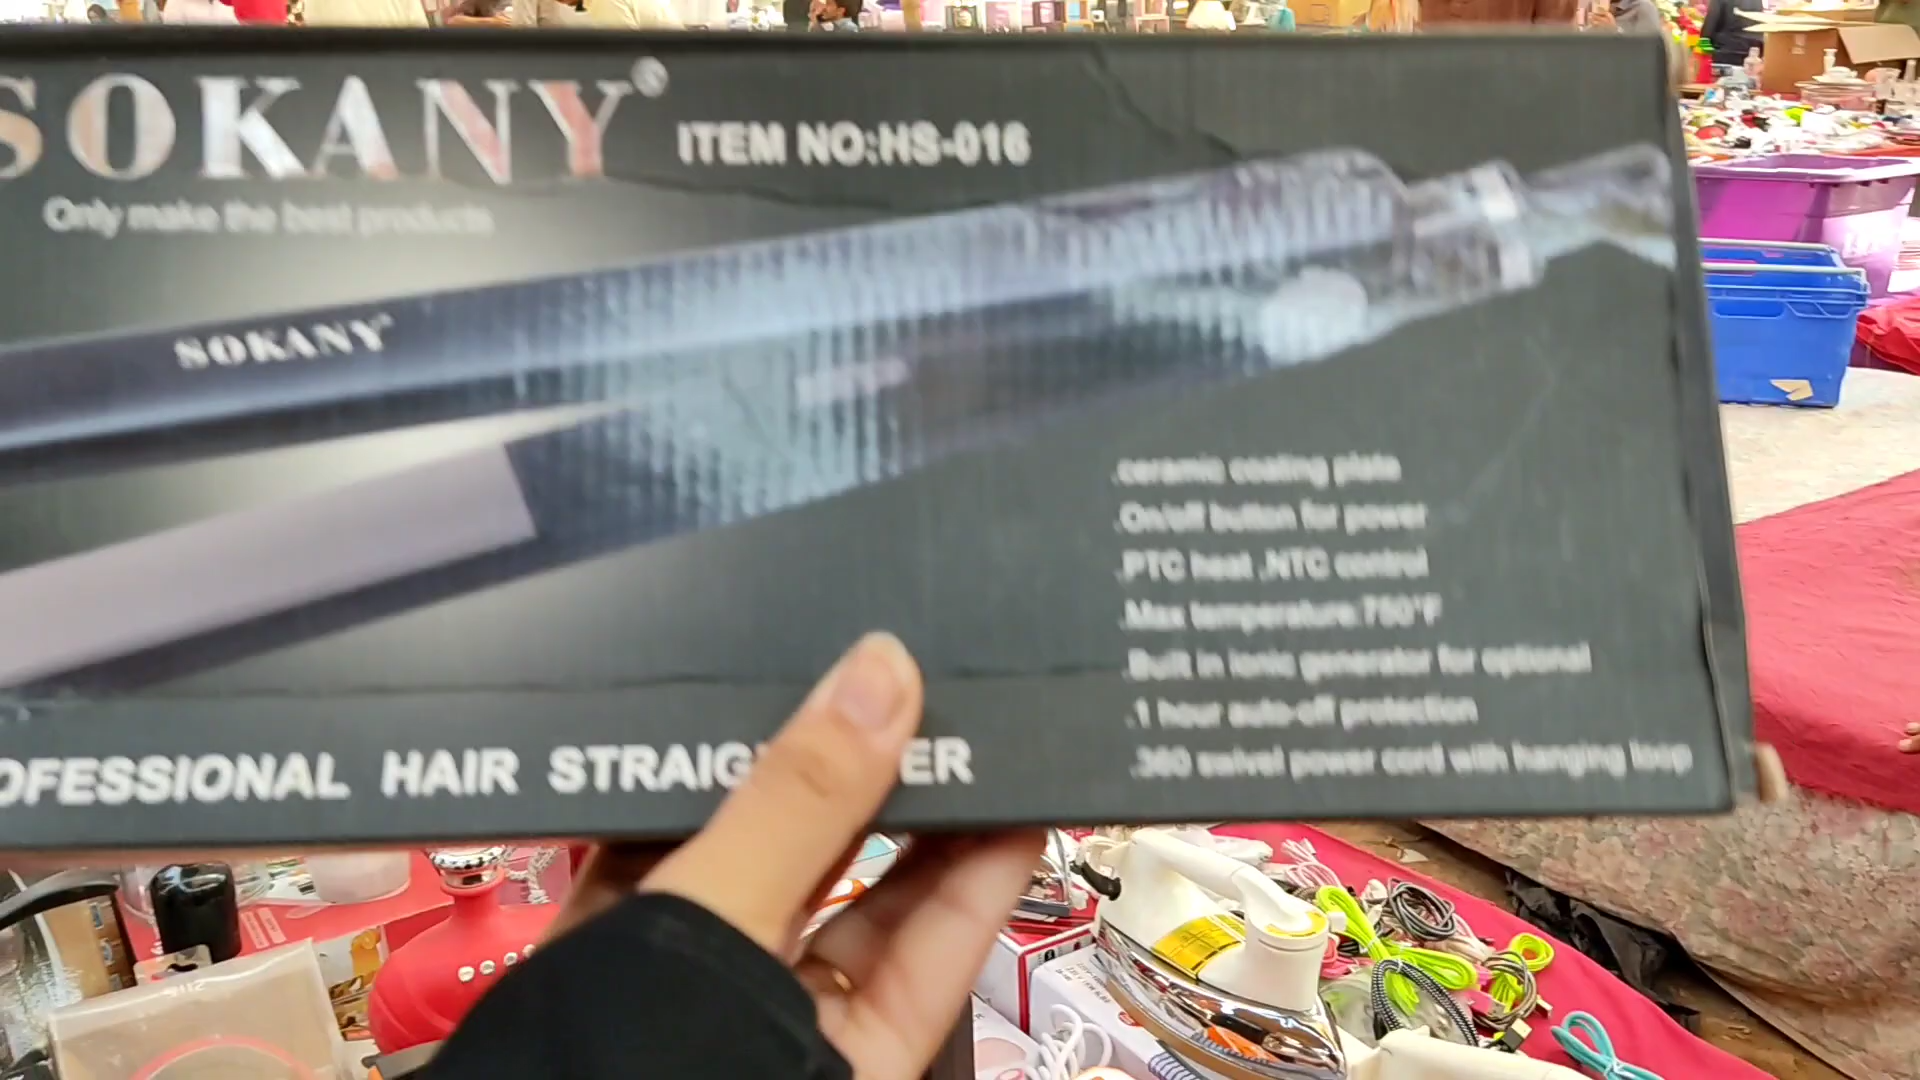 SOKANY®
ITEM NO:HS-016
Only make the best products
SOKANY
.ceramic coating plate
.On/off button for power
.PTC heat .NTC control
.Max temperature:750°F
.Built in ionic generator for optional
.1 hour auto-off protection
.360 swivel power cord with hanging loop
OFESSIONAL HAIR STRAIG ER